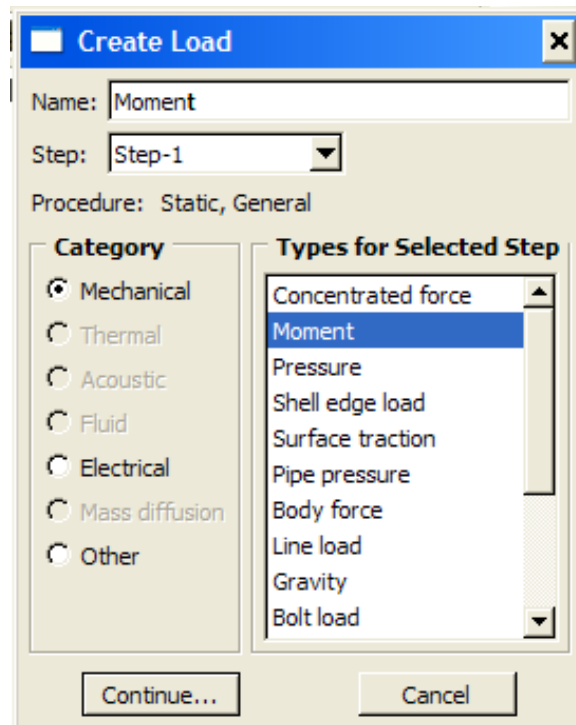 Create Load
Name: Moment
Step: Step-1
Procedure: Static, General
Category
Mechanical
Thermal
Acoustic
Fluid
Electrical
Mass diffusion
Other
Types for Selected Step
Concentrated force
Moment
Pressure
Shell edge load
Surface traction
Pipe pressure
Body force
Line load
Gravity
Bolt load
Continue...
Cancel